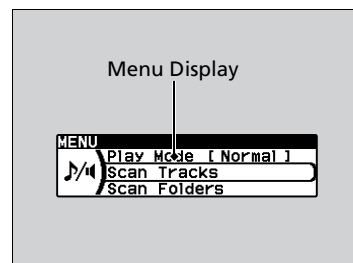 Menu Display
MENU
Play Mode [ Normal ]
Scan Tracks
Scan Folders